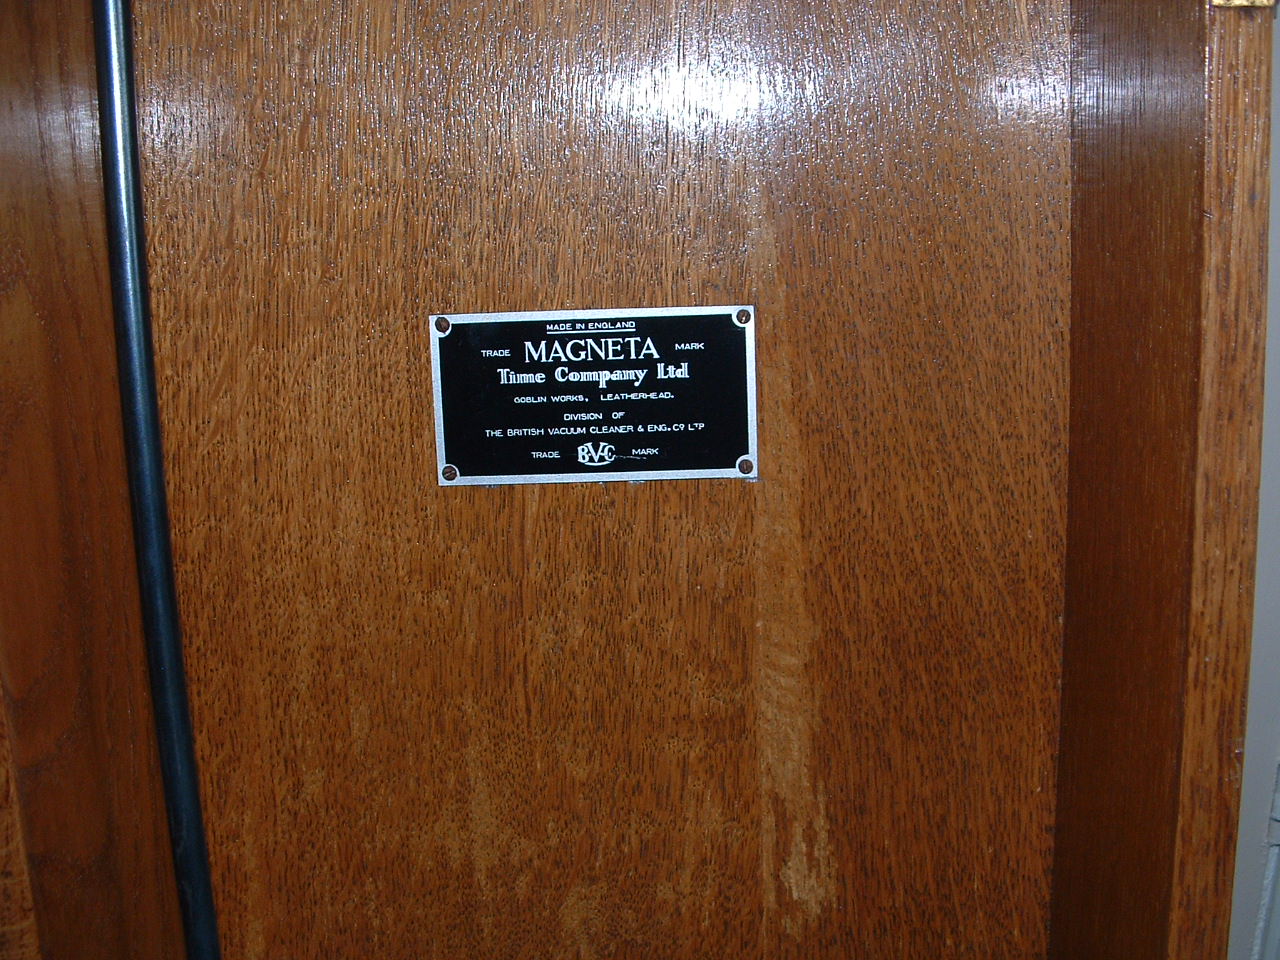 MADE IN ENGLAND
TRADE MAGNETA MARK
Time Company Ltd
GOBLIN WORKS, LEATHERHEAD.
DIVISION OF
THE BRITISH VACUUM CLEANER & ENG. Cº LTD
TRADE BVC MARK